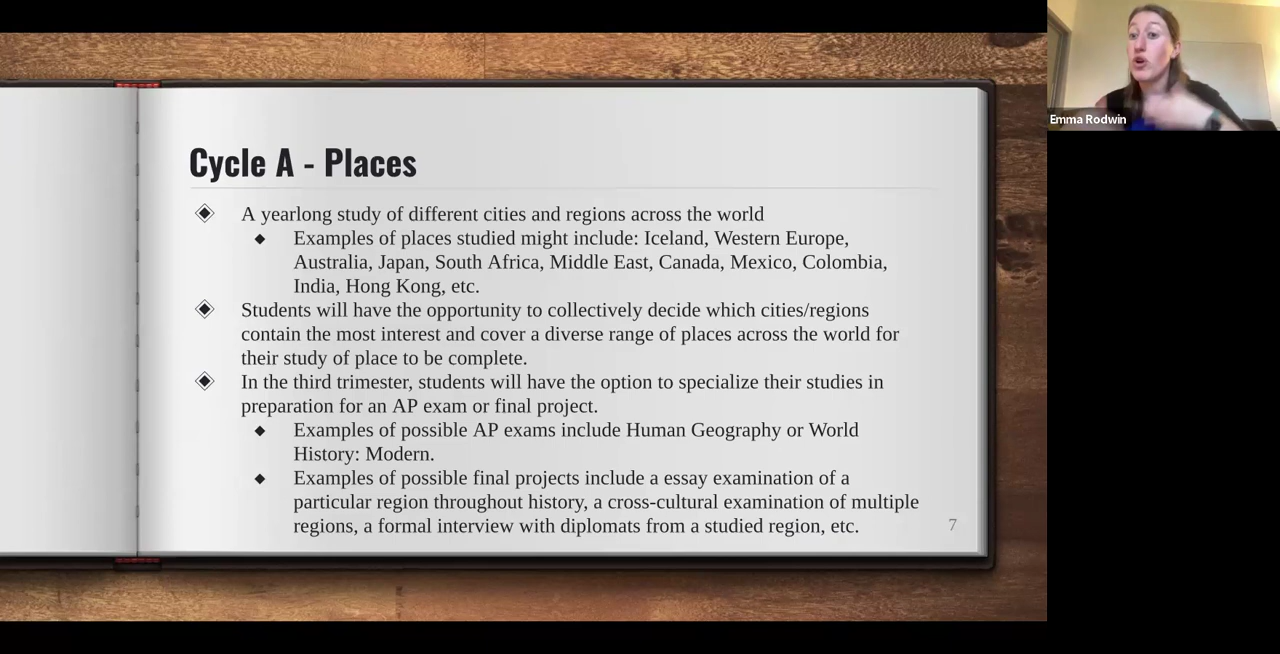 Cycle A - Places
A yearlong study of different cities and regions across the world
Examples of places studied might include: Iceland, Western Europe,
Australia, Japan, South Africa, Middle East, Canada, Mexico, Colombia,
India, Hong Kong, etc.
Students will have the opportunity to collectively decide which cities/regions
contain the most interest and cover a diverse range of places across the world for
their study of place to be complete.
In the third trimester, students will have the option to specialize their studies in
preparation for an AP exam or final project.
Examples of possible AP exams include Human Geography or World
History: Modern.
Examples of possible final projects include a essay examination of a
particular region throughout history, a cross-cultural examination of multiple
regions, a formal interview with diplomats from a studied region, etc.
7
Emma Rodwin